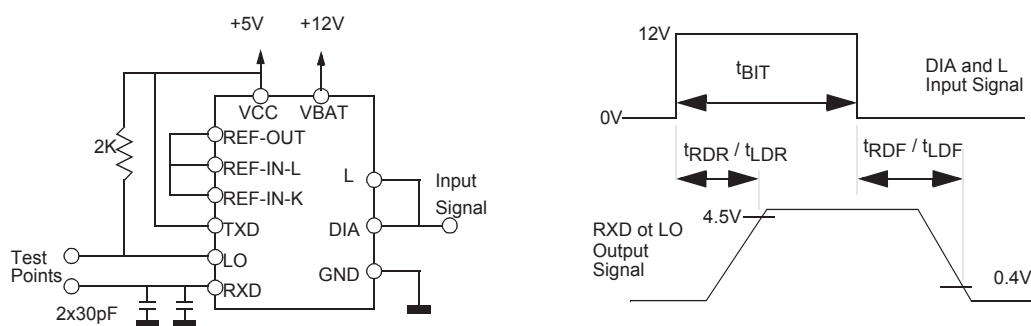 +5V
+12V
VCC
VBAT
REF-OUT
REF-IN-L
REF-IN-K
TXD
LO
RXD
L
DIA
GND
2K
Input
Signal
Test
Points
2x30pF
12V
0V
tBIT
DIA and L
Input Signal
tRDR / tLDR
tRDF / tLDF
4.5V
RXD ot LO
Output
Signal
0.4V